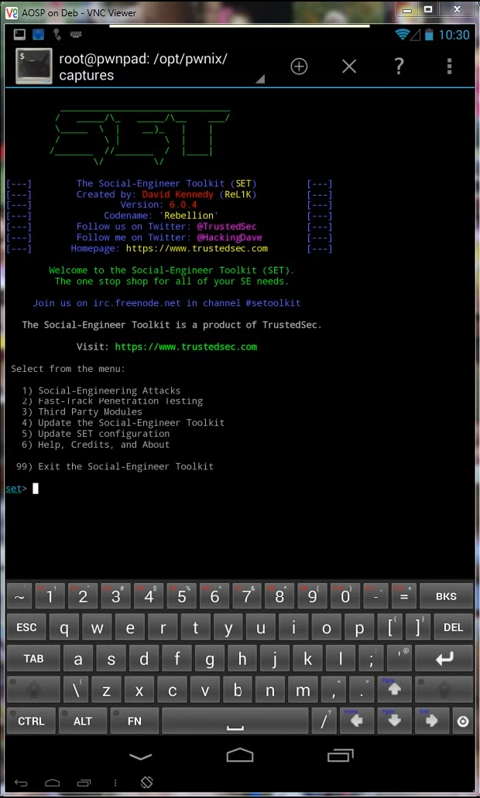 AOSP on Deb - VNC Viewer
10:30
root@pwnpad: /opt/pwnix/
captures
SET
[---] The Social-Engineer Toolkit (SET) [---]
[---] Created by: David Kennedy (ReL1K) [---]
[---] Version: 6.0.4 [---]
[---] Codename: 'Rebellion' [---]
[---] Follow us on Twitter: @TrustedSec [---]
[---] Follow me on Twitter: @HackingDave [---]
[---] Homepage: https://www.trustedsec.com [---]
Welcome to the Social-Engineer Toolkit (SET).
The one stop shop for all of your SE needs.
Join us on irc.freenode.net in channel #setoolkit
The Social-Engineer Toolkit is a product of TrustedSec.
Visit: https://www.trustedsec.com
Select from the menu:
1) Social-Engineering Attacks
2) Fast-Track Penetration Testing
3) Third Party Modules
4) Update the Social-Engineer Toolkit
5) Update SET configuration
6) Help, Credits, and About
99) Exit the Social-Engineer Toolkit
set>
~ 1 2 3 4 5 6 7 8 9 0 - = BKS
ESC q w e r t y u i o p [ ] DEL
TAB a s d f g h j k l ; '
\ z x c v b n m , .
CTRL ALT FN /